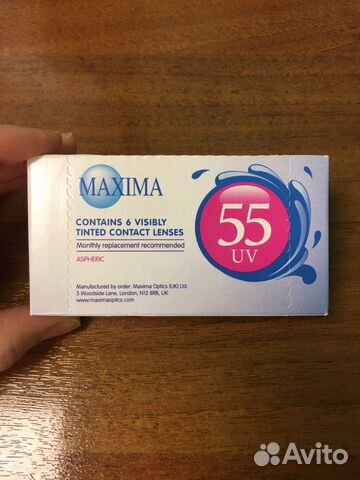 MAXIMA
CONTAINS 6 VISIBLY
TINTED CONTACT LENSES
Monthly replacement recommended
ASPHERIC
55
UV
Manufactured by order: Maxima Optics (UK) Ltd.
3 Woodside Lane, London, N12 8RB, UK
www.maximaoptics.com
Avito